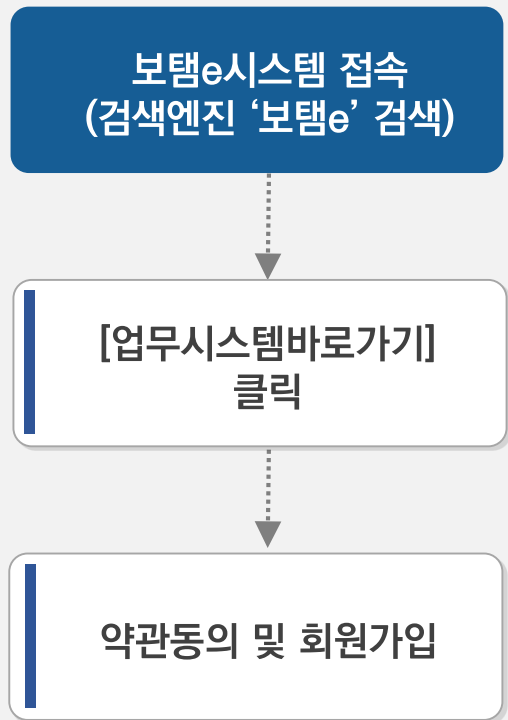 보탬e시스템 접속
(검색엔진 ‘보탬e’ 검색)
[업무시스템바로가기]
클릭
약관동의 및 회원가입